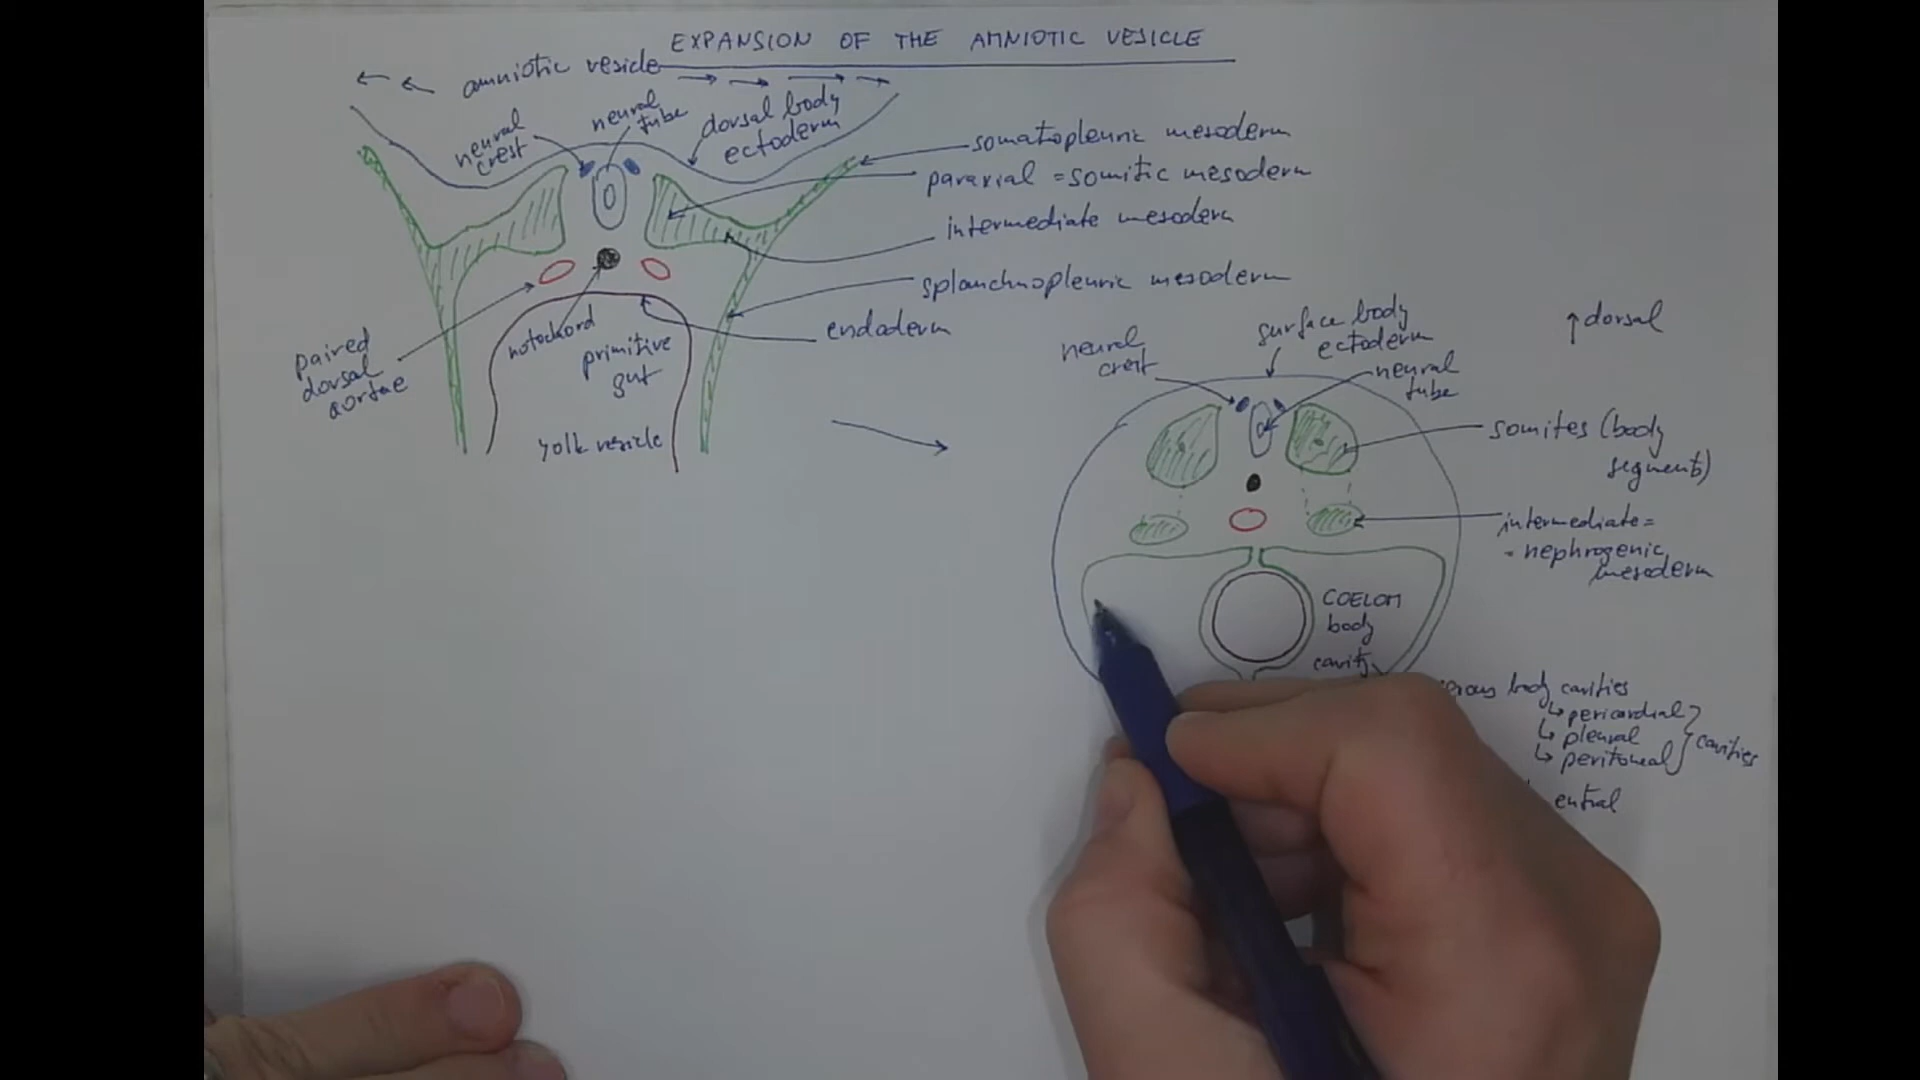 EXPANSION OF THE AMNIOTIC VESICLE
amniotic vesicle
neural
crest
neural
tube
dorsal body
ectoderm
somatopleuric mesoderm
paraxial = somitic mesoderm
intermediate mesoderm
splanchnopleuric mesoderm
endoderm
paired
dorsal
aortae
notochord
primitive
gut
yolk vesicle
↑ dorsal
neural
crest
surface body
ectoderm
neural
tube
somites (body
segments)
intermediate =
= nephrogenic
mesoderm
COELOM
body
cavity
body cavities
↳ pericardial
↳ pleural
↳ peritoneal
cavities